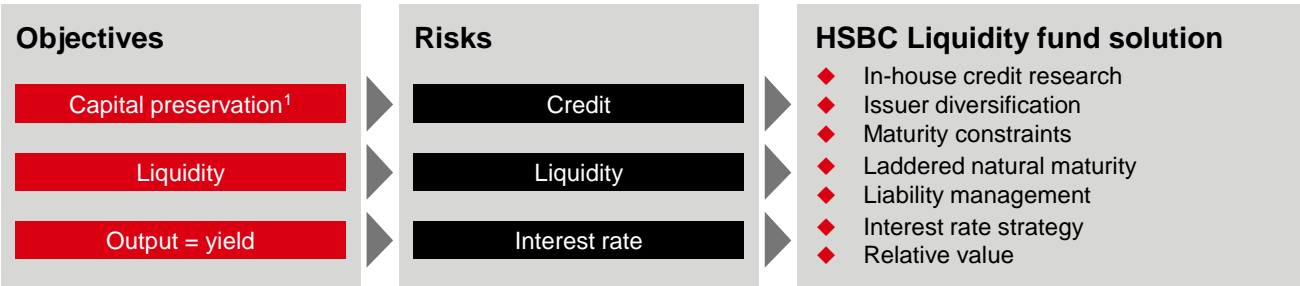 Objectives
Capital preservation¹
Liquidity
Output = yield
Risks
Credit
Liquidity
Interest rate
HSBC Liquidity fund solution
In-house credit research
Issuer diversification
Maturity constraints
Laddered natural maturity
Liability management
Interest rate strategy
Relative value